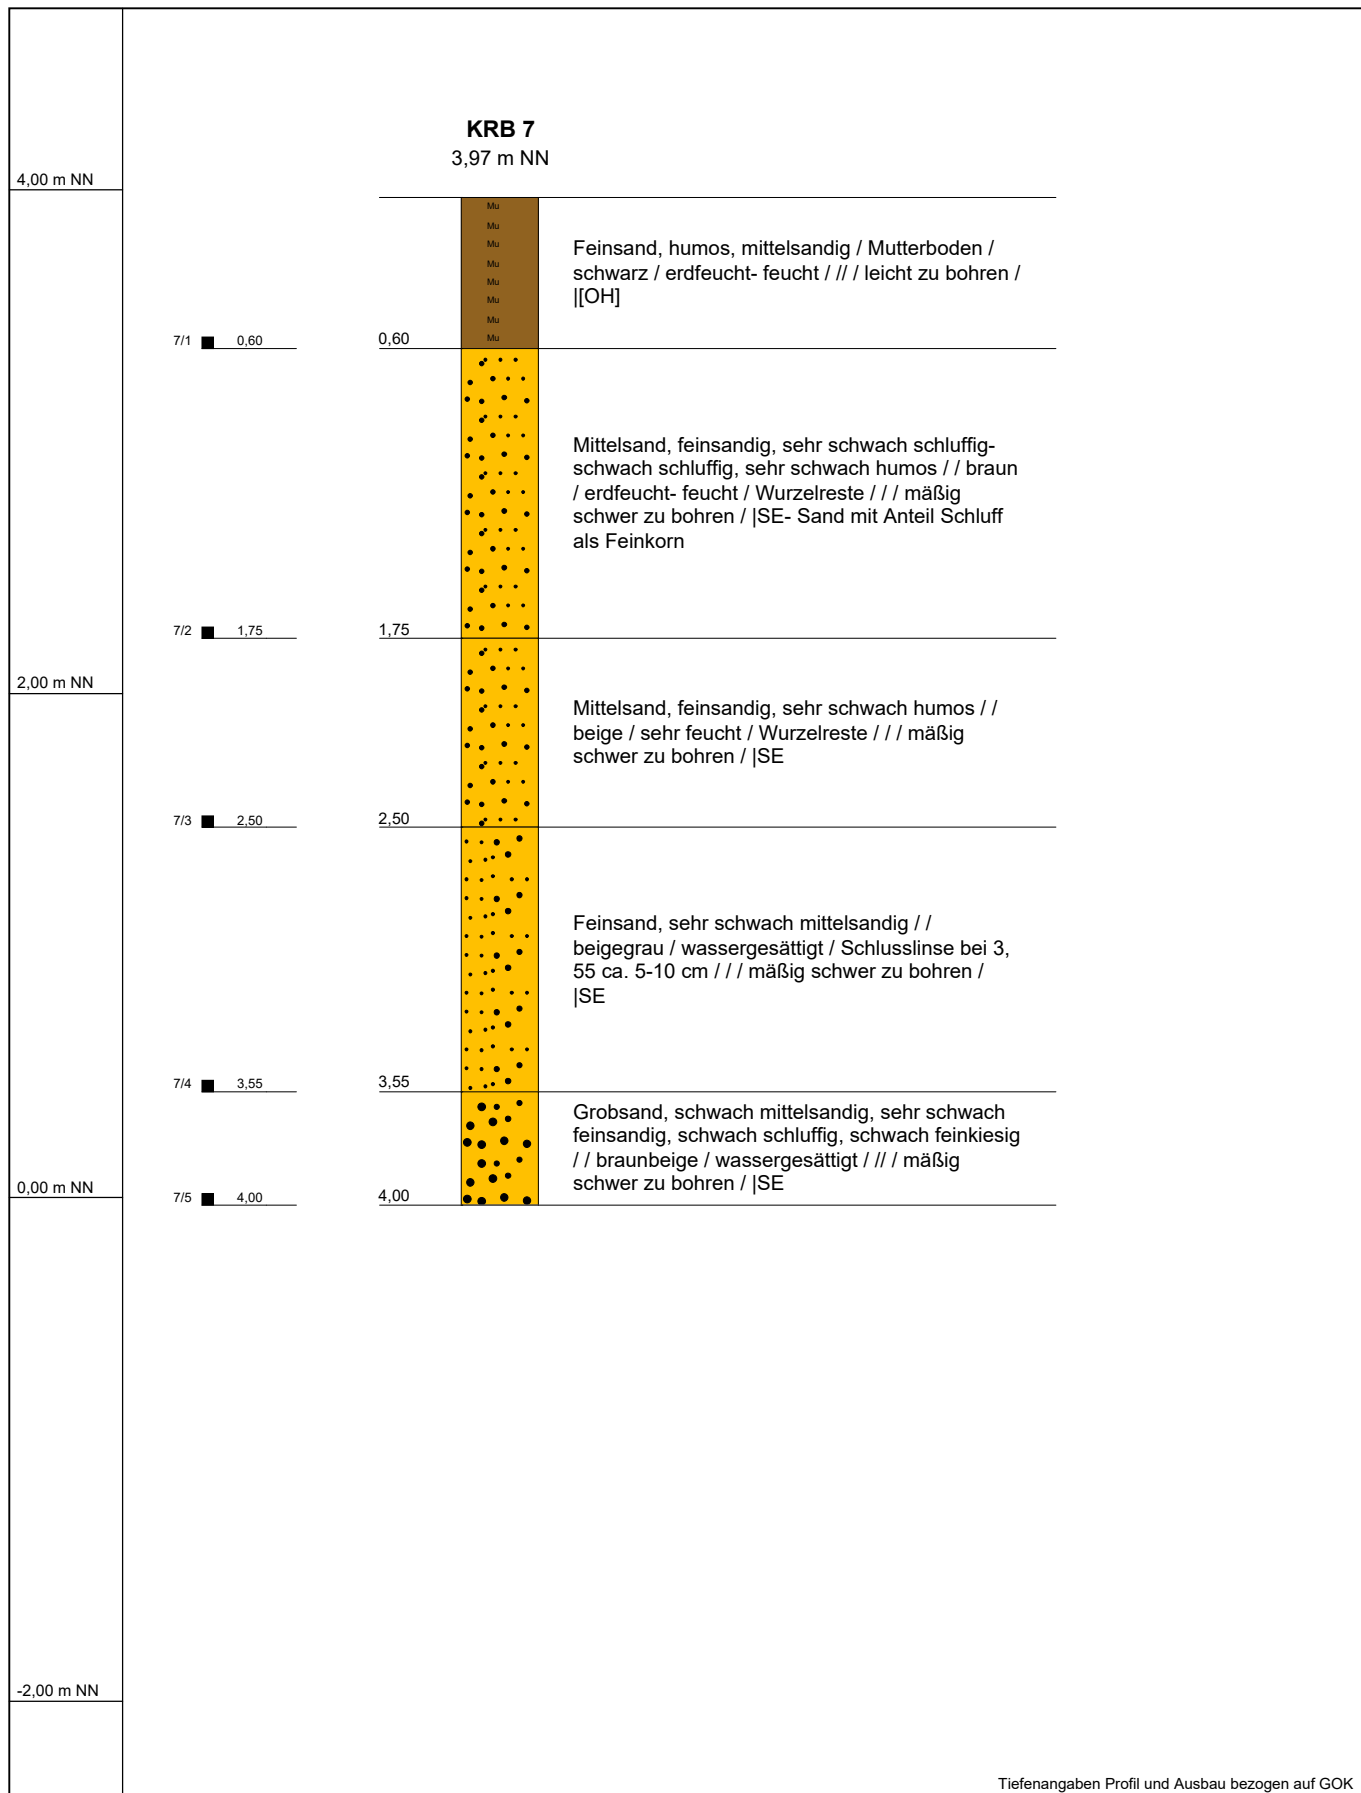 KRB 7
3,97 m NN
4,00 m NN
Mu
Mu
Mu
Mu
Mu
Mu
Mu
Mu
Feinsand, humos, mittelsandig / Mutterboden /
schwarz / erdfeucht- feucht / // / leicht zu bohren /
|[OH]
7/1 0,60 0,60
Mittelsand, feinsandig, sehr schwach schluffig-
schwach schluffig, sehr schwach humos / / braun
/ erdfeucht- feucht / Wurzelreste / / / mäßig
schwer zu bohren / |SE- Sand mit Anteil Schluff
als Feinkorn
7/2 1,75 1,75
2,00 m NN
Mittelsand, feinsandig, sehr schwach humos / /
beige / sehr feucht / Wurzelreste / / / mäßig
schwer zu bohren / |SE
7/3 2,50 2,50
Feinsand, sehr schwach mittelsandig / /
beigegrau / wassergesättigt / Schlusslinse bei 3,
55 ca. 5-10 cm / / / mäßig schwer zu bohren /
|SE
7/4 3,55 3,55
Grobsand, schwach mittelsandig, sehr schwach
feinsandig, schwach schluffig, schwach feinkiesig
/ / braunbeige / wassergesättigt / // / mäßig
schwer zu bohren / |SE
0,00 m NN
7/5 4,00 4,00
-2,00 m NN
Tiefenangaben Profil und Ausbau bezogen auf GOK